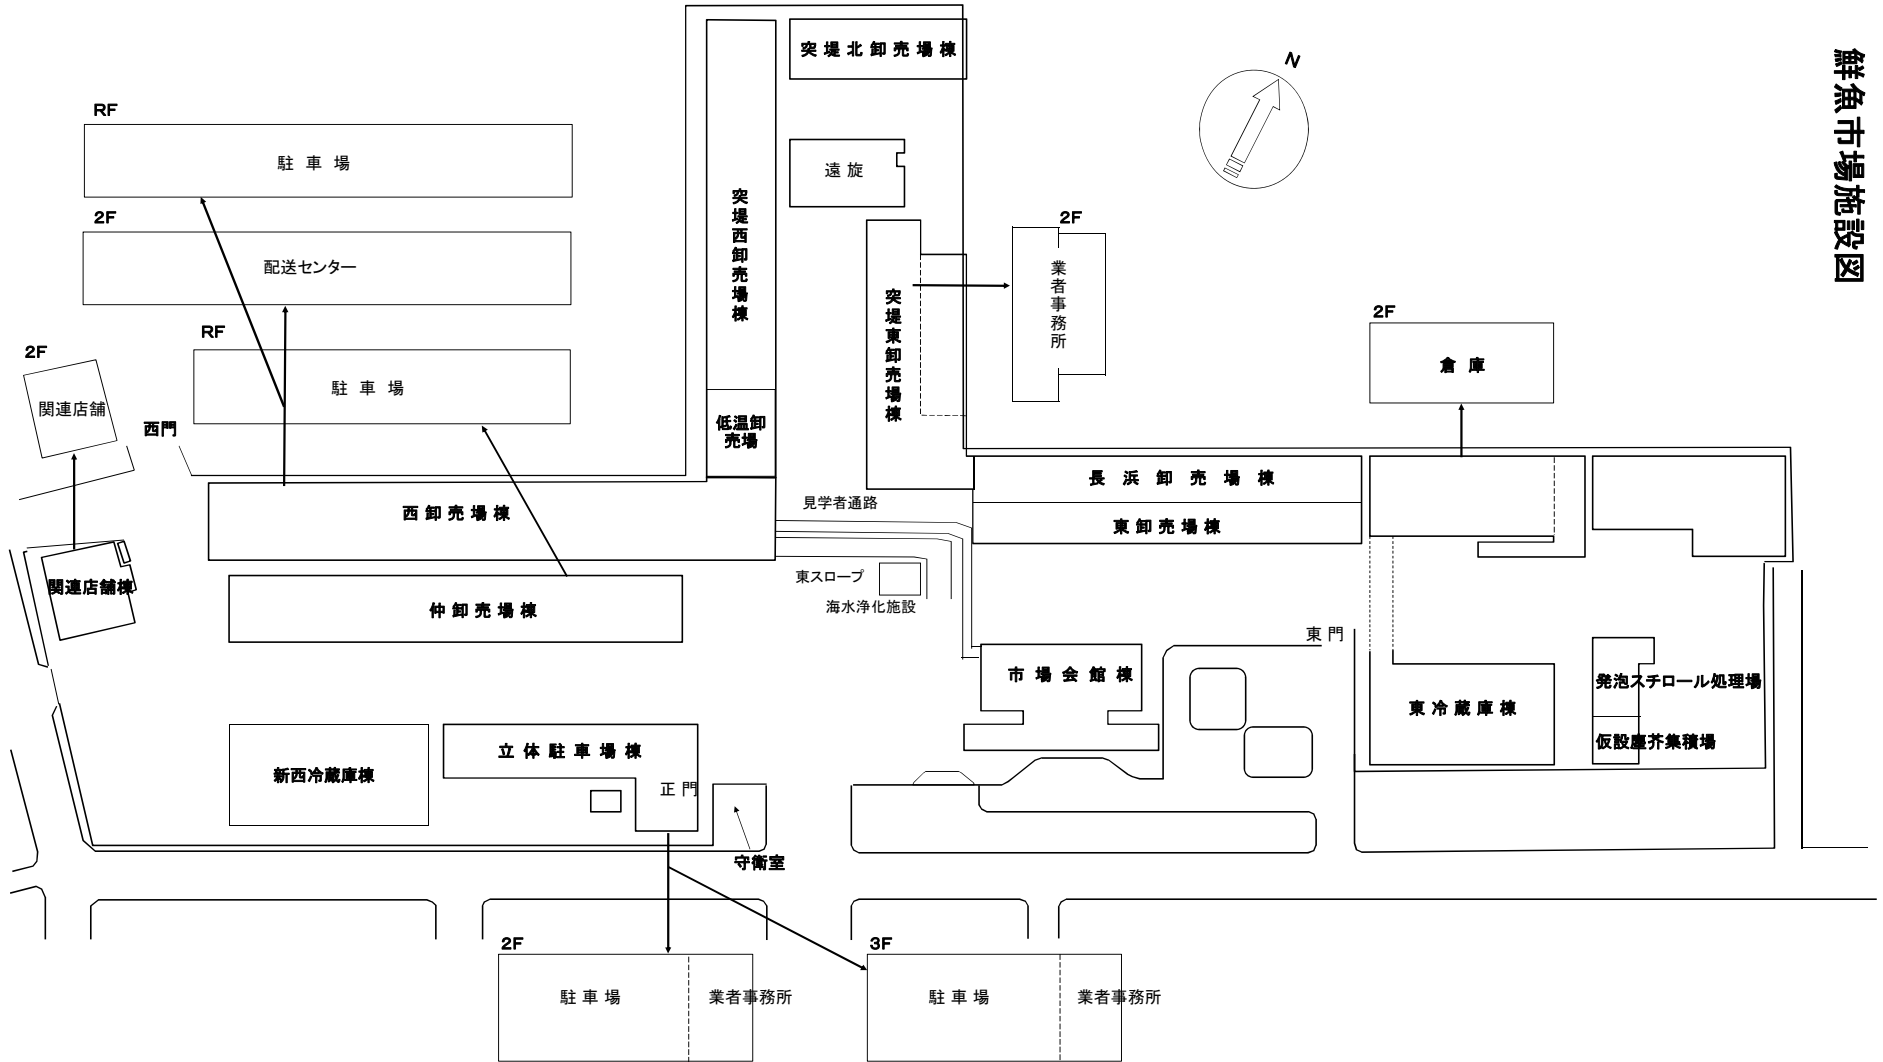 鮮魚市場施設図
突堤北卸売場棟
N
RF
駐車場
遠旋
突堤西卸売場棟
2F
配送センター
2F
業者事務所
突堤東卸売場棟
RF
駐車場
2F
倉庫
2F
関連店舗
西門
低温卸
売場
長浜卸売場棟
見学者通路
西卸売場棟
東卸売場棟
東スロープ
関連店舗棟
海水浄化施設
仲卸売場棟
東門
市場会館棟
発泡スチロール処理場
東冷蔵庫棟
仮設塵芥集積場
立体駐車場棟
新西冷蔵庫棟
正門
守衛室
2F
駐車場
業者事務所
3F
駐車場
業者事務所